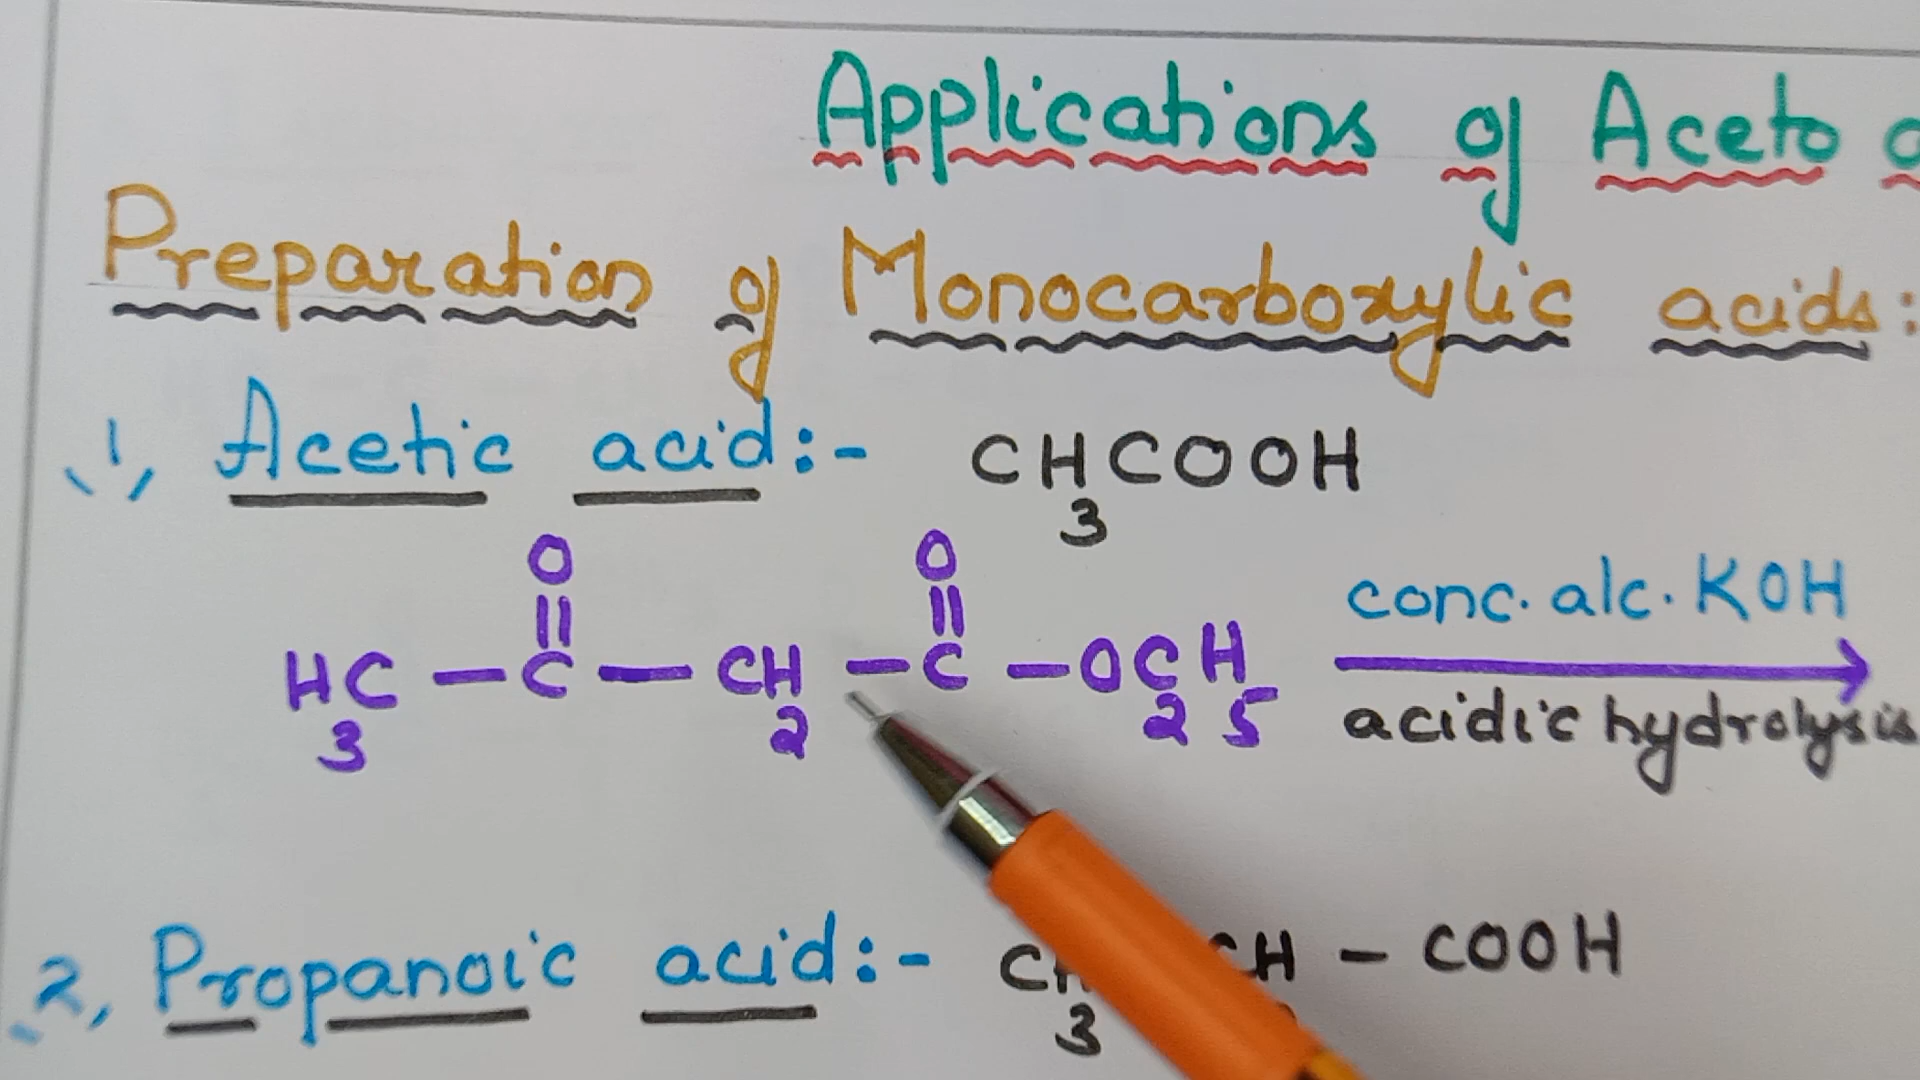 Applications of Aceto
Preparation of Monocarboxylic acids:
1, Acetic acid:- CH3COOH
O O
|| ||
H3C - C - CH2 - C - OC2H5 conc. alc. KOH
acidic hydrolysis
2, Propanoic acid:- CH3 CH - COOH